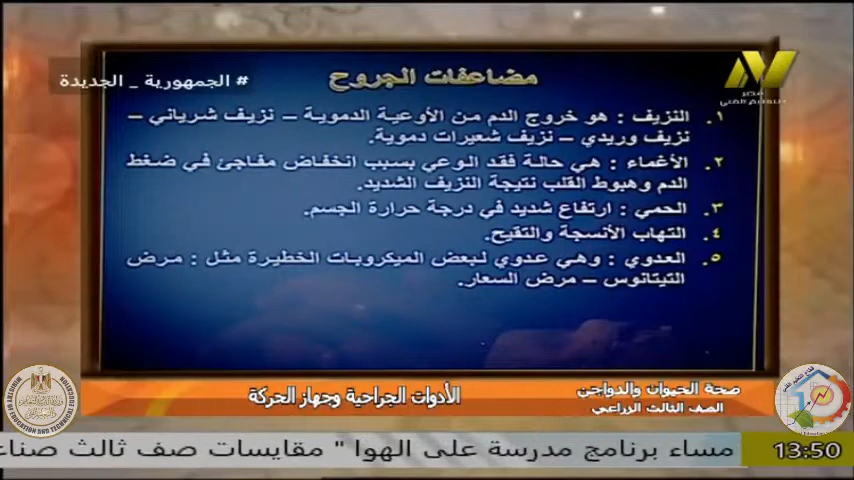 # الجمهورية _ الجديدة
مضاعفات الجروح
مصر
للتعليم الفني
١. النزيف : هو خروج الدم من الأوعية الدموية – نزيف شرياني –
نزيف وريدي – نزيف شعيرات دموية.
٢. الأغماء : هي حالة فقد الوعي بسبب انخفاض مفاجئ في ضغط
الدم وهبوط القلب نتيجة النزيف الشديد.
٣. الحمي : ارتفاع شديد في درجة حرارة الجسم.
٤. التهاب الأنسجة والتقيح.
٥. العدوي : وهي عدوي لبعض الميكروبات الخطيرة مثل : مرض
التيتانوس – مرض السعار.
صحة الحيوان والدواجن
الصف الثالث الزراعي
الأدوات الجراحية وجهاز الحركة
مساء برنامج مدرسة على الهوا " مقايسات صف ثالث صناع
13:50